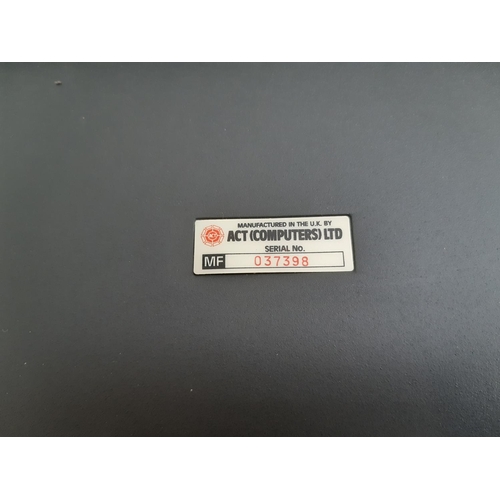 MANUFACTURED IN THE U.K. BY
ACT (COMPUTERS) LTD
SERIAL No.
MF 037398